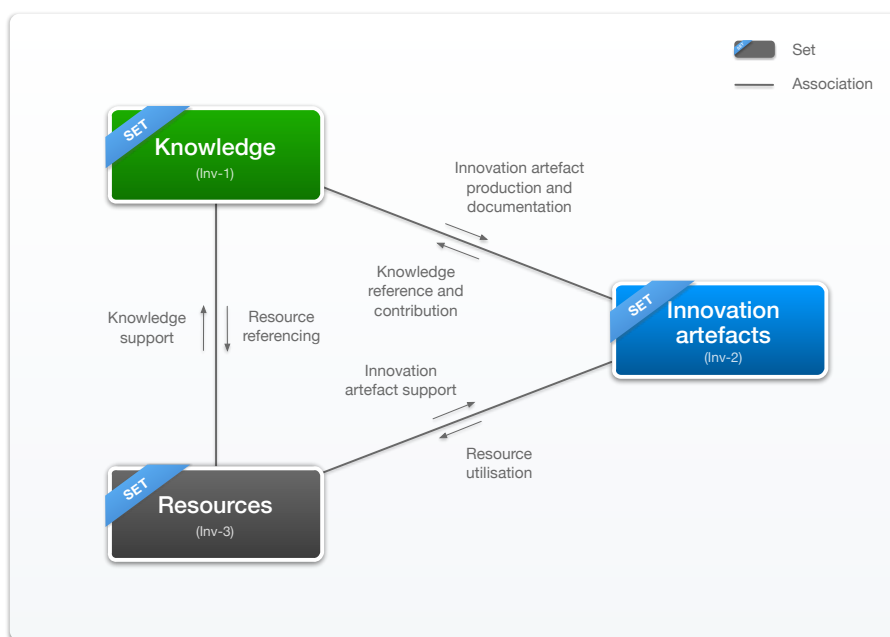 SET
Set
Association
SET
Knowledge
(Inv-1)
Innovation artefact
production and
documentation
Knowledge
reference and
contribution
SET
Innovation
artefacts
(Inv-2)
Knowledge
support
Resource
referencing
Innovation
artefact support
Resource
utilisation
SET
Resources
(Inv-3)